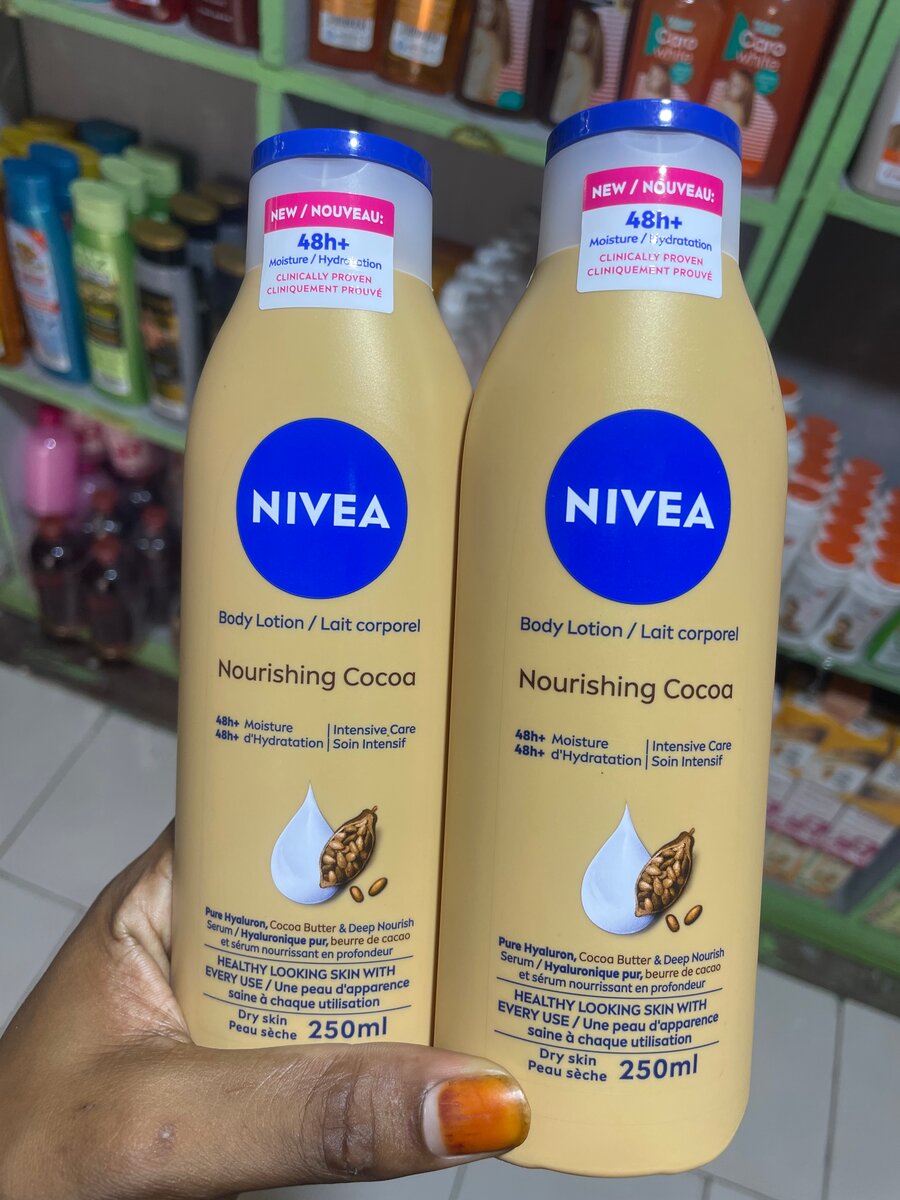 NEW / NOUVEAU:
48h+
Moisture / Hydratation
CLINICALLY PROVEN
CLINIQUEMENT PROUVÉ
NIVEA
Body Lotion / Lait corporel
Nourishing Cocoa
48h+ Moisture
48h+ d'Hydratation
Intensive Care
Soin Intensif
Pure Hyaluron, Cocoa Butter & Deep Nourish
Serum / Hyaluronique pur, beurre de cacao
et sérum nourrissant en profondeur
HEALTHY LOOKING SKIN WITH
EVERY USE / Une peau d'apparence
saine à chaque utilisation
Dry skin
Peau sèche
250ml
NEW / NOUVEAU:
48h+
Moisture / Hydratation
CLINICALLY PROVEN
CLINIQUEMENT PROUVÉ
NIVEA
Body Lotion / Lait corporel
Nourishing Cocoa
48h+ Moisture
48h+ d'Hydratation
Intensive Care
Soin Intensif
Pure Hyaluron, Cocoa Butter & Deep Nourish
Serum / Hyaluronique pur, beurre de cacao
et sérum nourrissant en profondeur
HEALTHY LOOKING SKIN WITH
EVERY USE / Une peau d'apparence
saine à chaque utilisation
Dry skin
Peau sèche
250ml
Caro
white
Caro
white